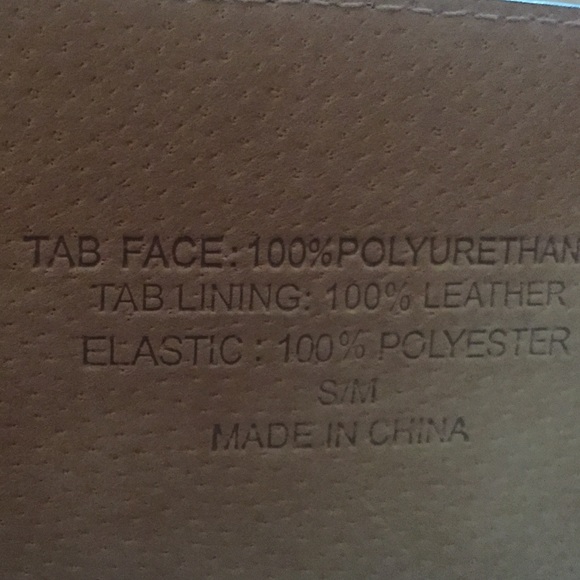 TAB FACE: 100% POLYURETHAN
TAB LINING: 100% LEATHER
ELASTIC: 100% POLYESTER
S/M
MADE IN CHINA